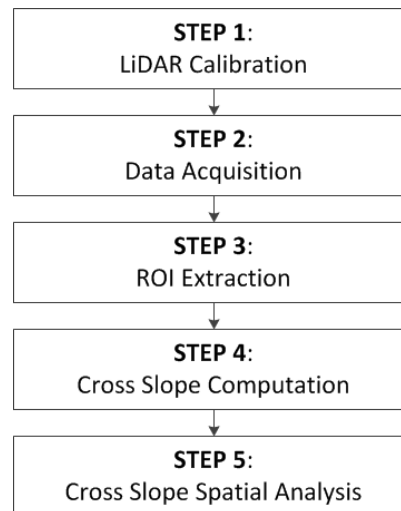 STEP 1:
LiDAR Calibration
STEP 2:
Data Acquisition
STEP 3:
ROI Extraction
STEP 4:
Cross Slope Computation
STEP 5:
Cross Slope Spatial Analysis